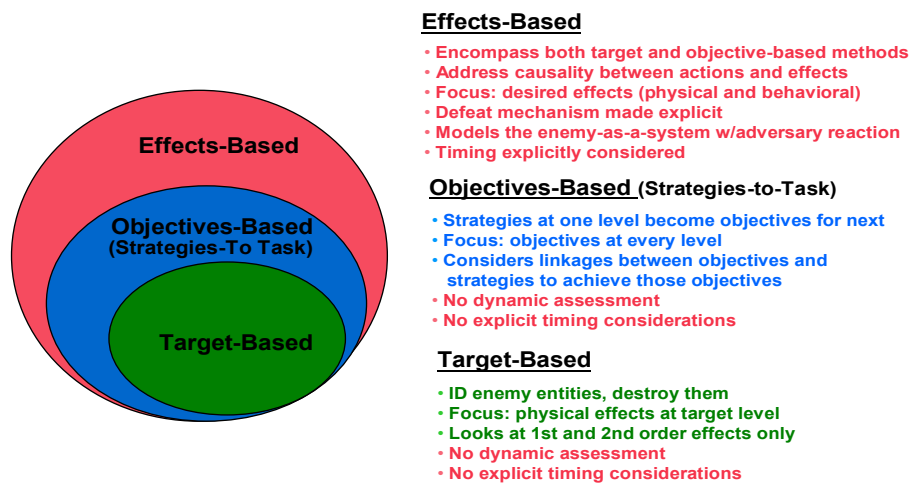 Effects-Based
• Encompass both target and objective-based methods
• Address causality between actions and effects
• Focus: desired effects (physical and behavioral)
• Defeat mechanism made explicit
• Models the enemy-as-a-system w/adversary reaction
• Timing explicitly considered
Objectives-Based (Strategies-to-Task)
• Strategies at one level become objectives for next
• Focus: objectives at every level
• Considers linkages between objectives and
strategies to achieve those objectives
• No dynamic assessment
• No explicit timing considerations
Target-Based
• ID enemy entities, destroy them
• Focus: physical effects at target level
• Looks at 1st and 2nd order effects only
• No dynamic assessment
• No explicit timing considerations
Effects-Based
Objectives-Based
(Strategies-To Task)
Target-Based